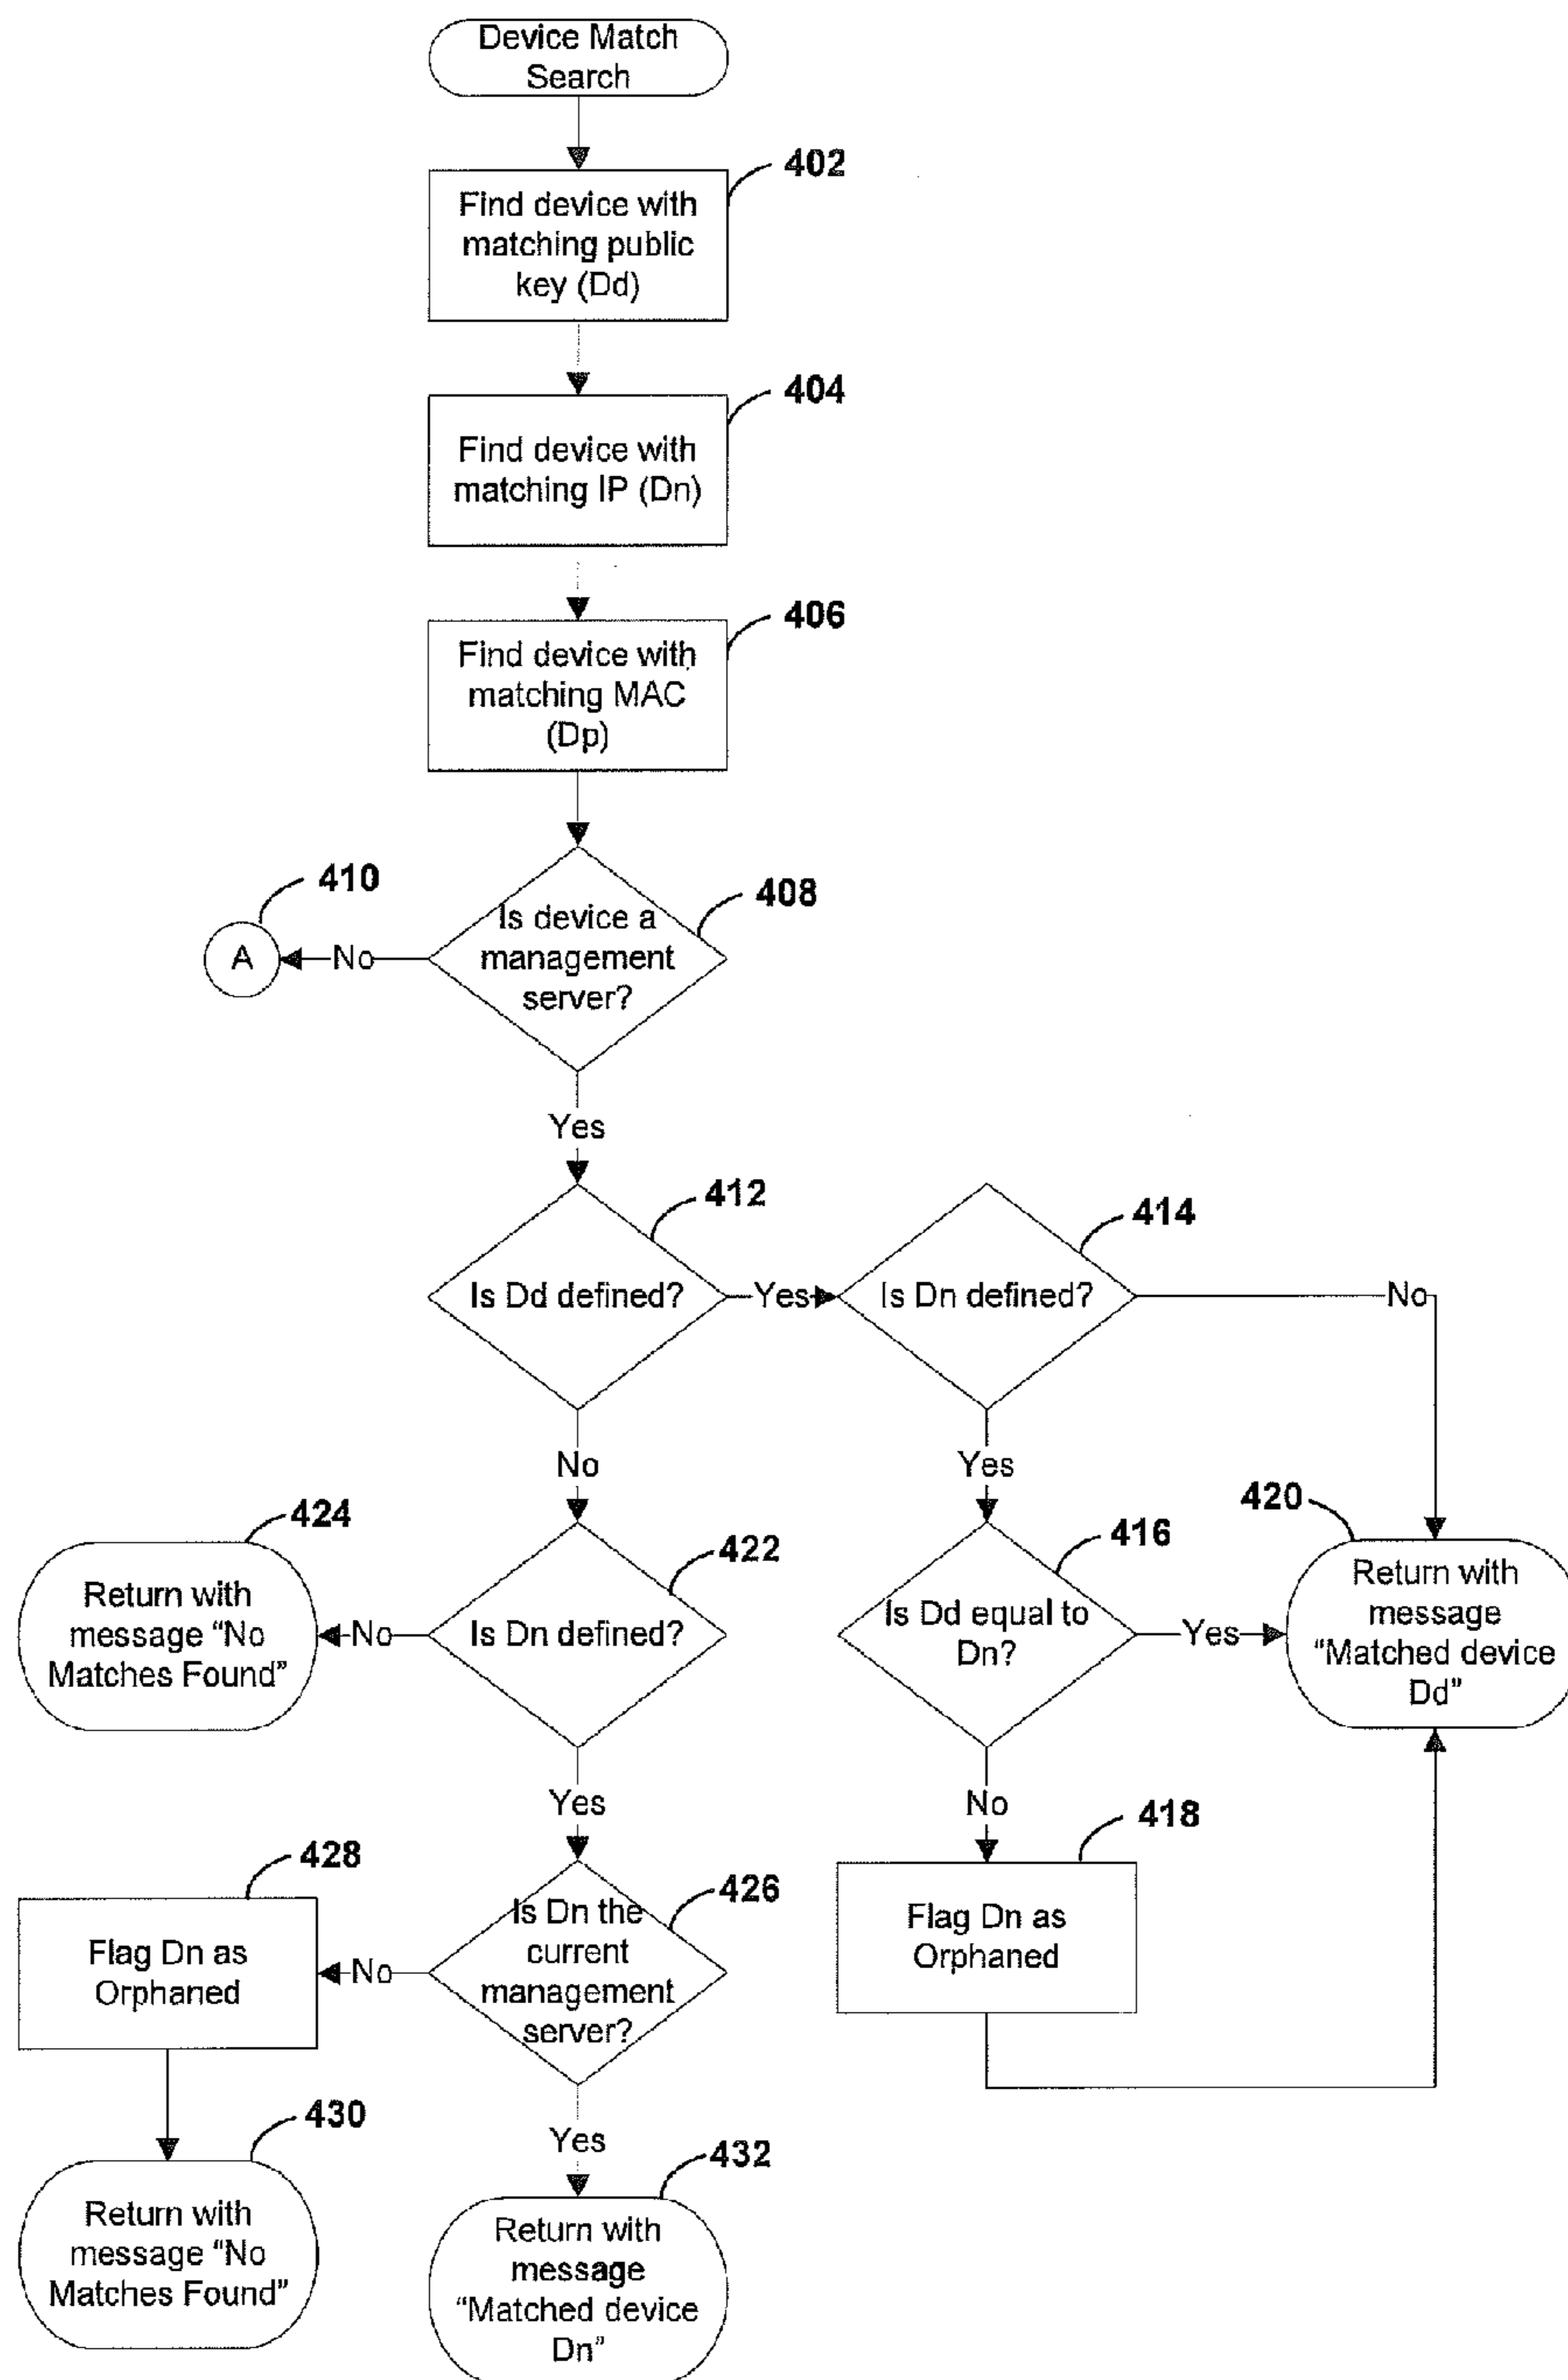 Device Match
Search
402
Find device with
matching public
key (Dd)
404
Find device with
matching IP (Dn)
406
Find device with
matching MAC
(Dp)
410
408
A
No
Is device a
management
server?
Yes
412
414
Is Dd defined?
Yes
Is Dn defined?
No
No
Yes
424
422
416
420
Return with
message “No
Matches Found”
No
Is Dn defined?
Is Dd equal to
Dn?
Yes
Return with
message
“Matched device
Dd”
Yes
No
428
426
418
Flag Dn as
Orphaned
No
Is Dn the
current
management
server?
Flag Dn as
Orphaned
430
Yes
432
Return with
message “No
Matches Found”
Return with
message
“Matched device
Dn”